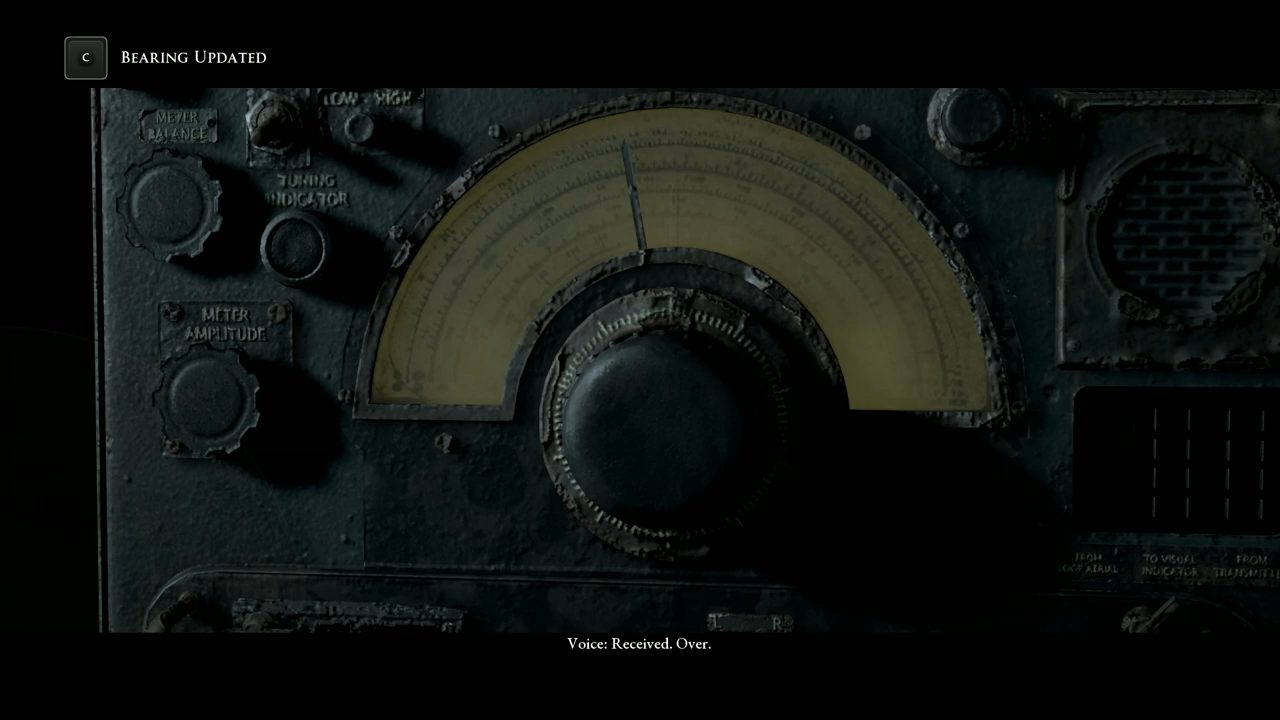 C
Bearing Updated
LOW - HIGH
METER
BALANCE
TUNING
INDICATOR
METER
AMPLITUDE
FROM
LOOP AERIAL
TO VISUAL
INDICATOR
FROM
TRANSMITT
L
R
Voice: Received. Over.